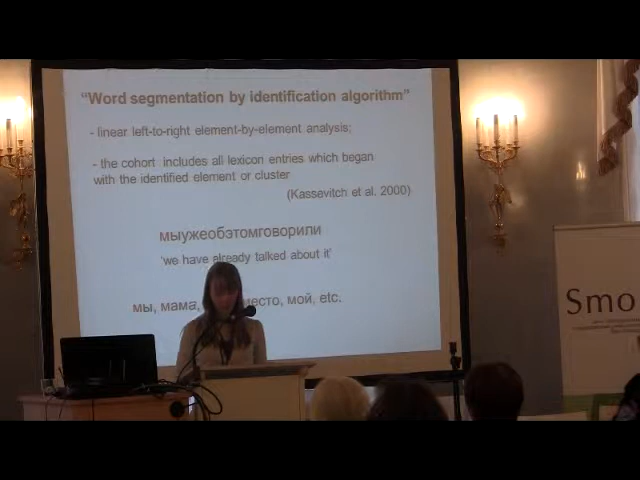 "Word segmentation by identification algorithm"
- linear left-to-right element-by-element analysis;
- the cohort includes all lexicon entries which began
with the identified element or cluster
(Kassevitch et al. 2000)
мыужеобэтомговорили
'we have already talked about it'
мы, мама, место, мой, etc.
Smo